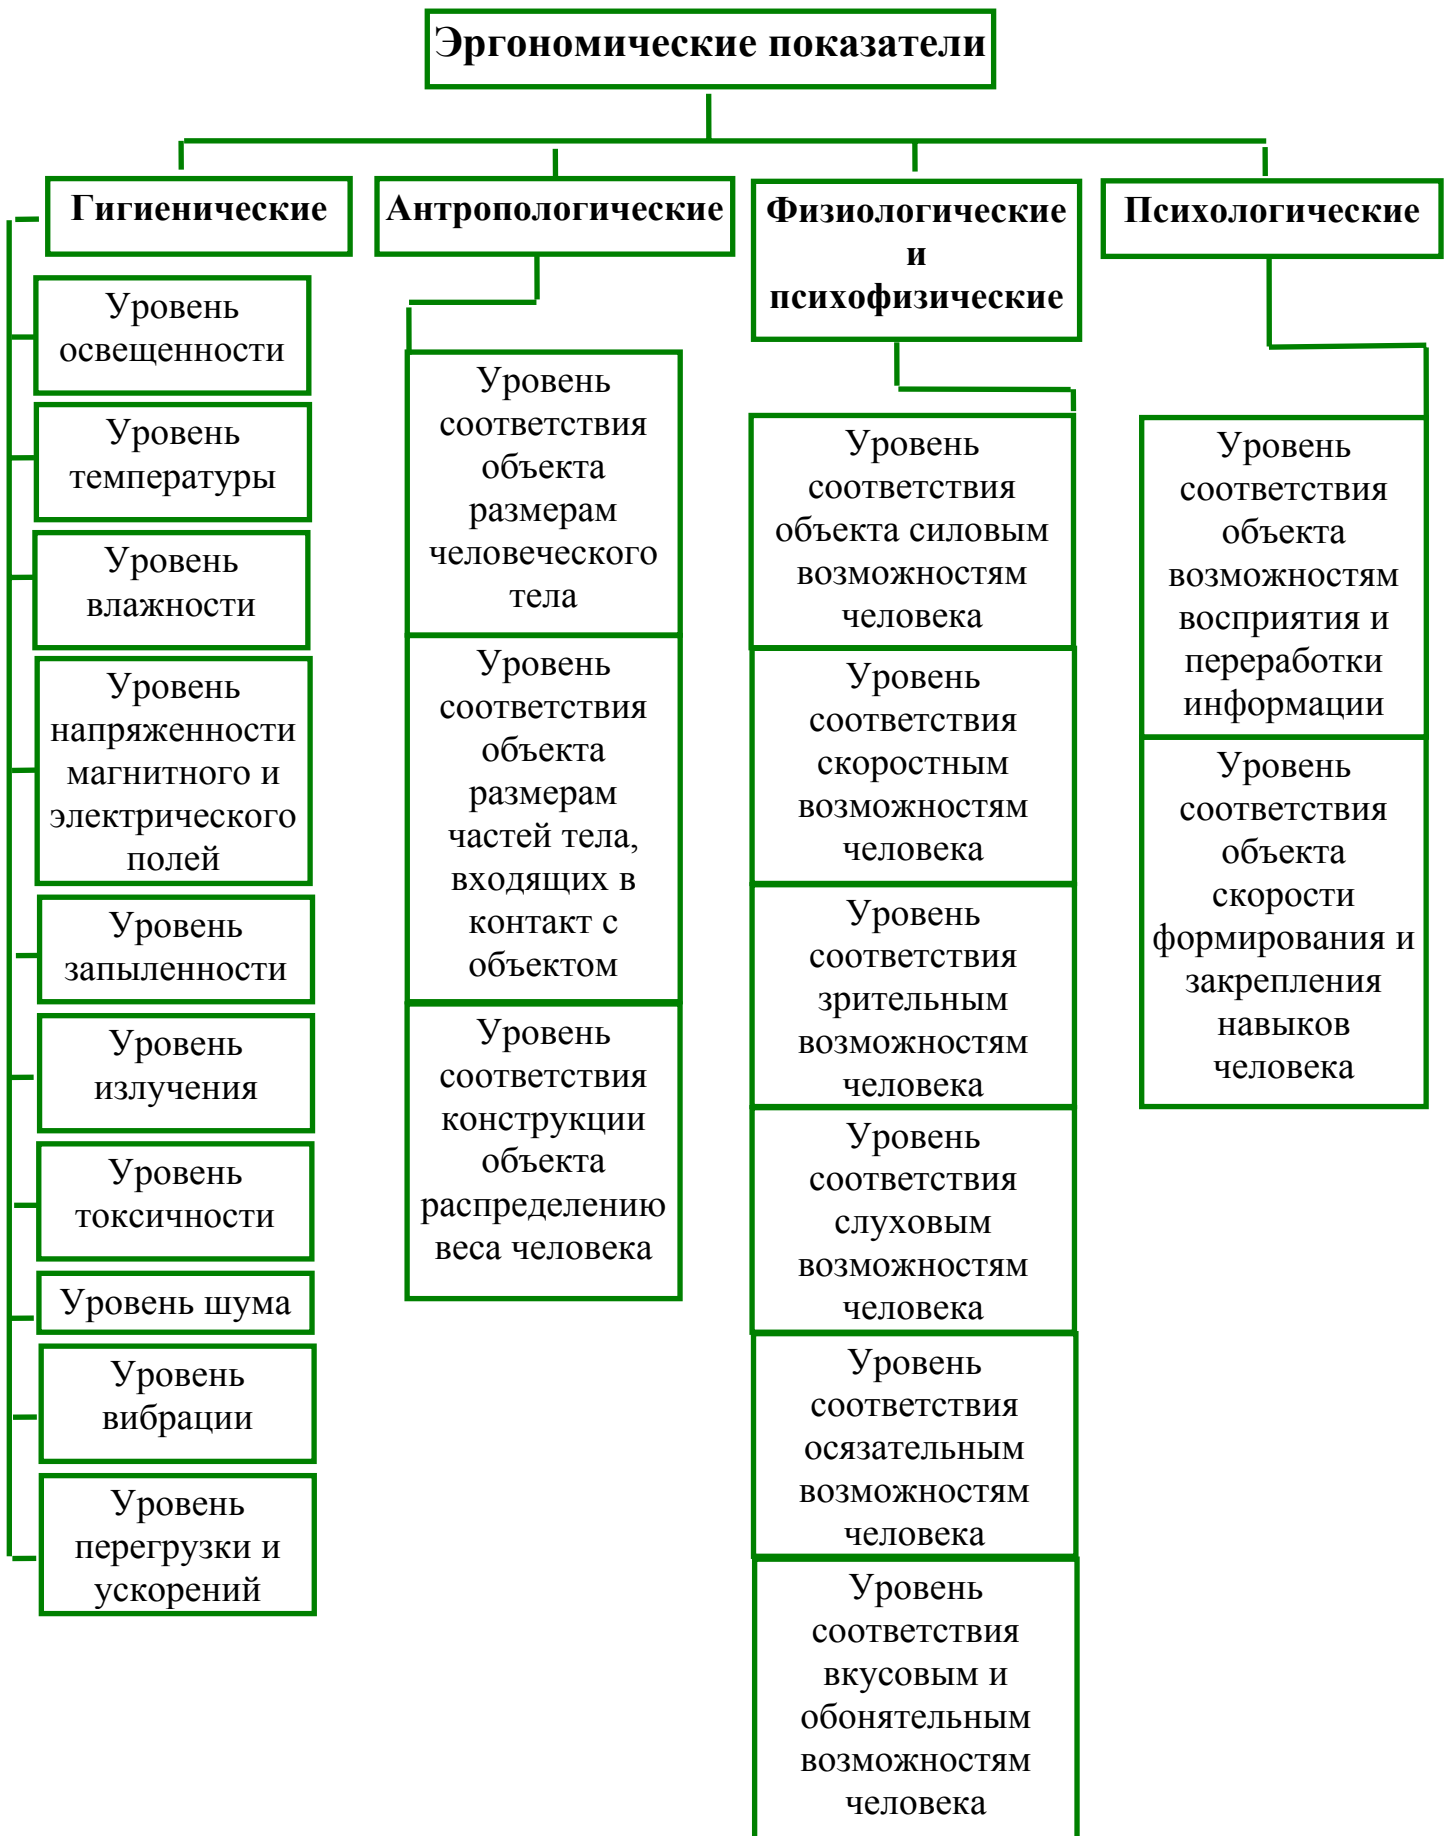 Эргономические показатели
Гигиенические
Уровень
освещенности
Уровень
температуры
Уровень
влажности
Уровень
напряженности
магнитного и
электрического
полей
Уровень
запыленности
Уровень
излучения
Уровень
токсичности
Уровень шума
Уровень
вибрации
Уровень
перегрузки и
ускорений
Антропологические
Уровень
соответствия
объекта
размерам
человеческого
тела
Уровень
соответствия
объекта
размерам
частей тела,
входящих в
контакт с
объектом
Уровень
соответствия
конструкции
объекта
распределению
веса человека
Физиологические
и
психофизические
Уровень
соответствия
объекта силовым
возможностям
человека
Уровень
соответствия
скоростным
возможностям
человека
Уровень
соответствия
зрительным
возможностям
человека
Уровень
соответствия
слуховым
возможностям
человека
Уровень
соответствия
осязательным
возможностям
человека
Уровень
соответствия
вкусовым и
обонятельным
возможностям
человека
Психологические
Уровень
соответствия
объекта
возможностям
восприятия и
переработки
информации
Уровень
соответствия
объекта
скорости
формирования и
закрепления
навыков
человека